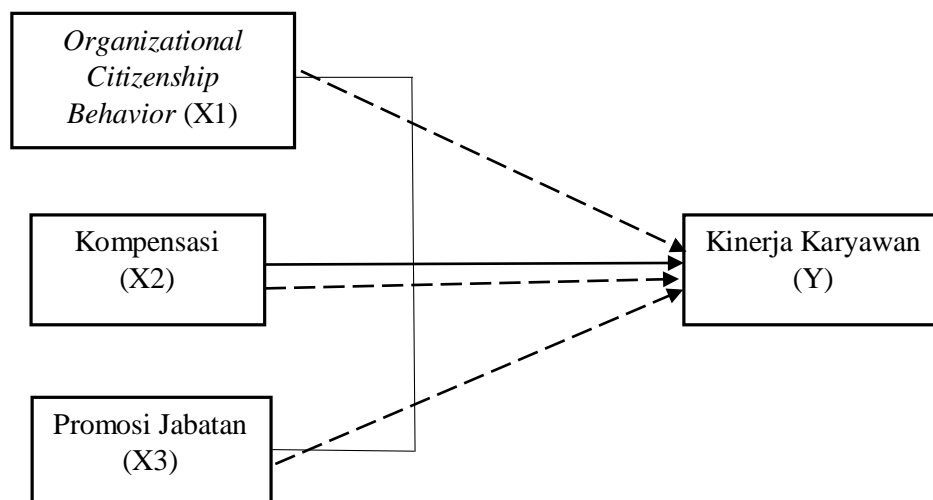 Organizational
Citizenship
Behavior (X1)
Kompensasi
(X2)
Kinerja Karyawan
(Y)
Promosi Jabatan
(X3)